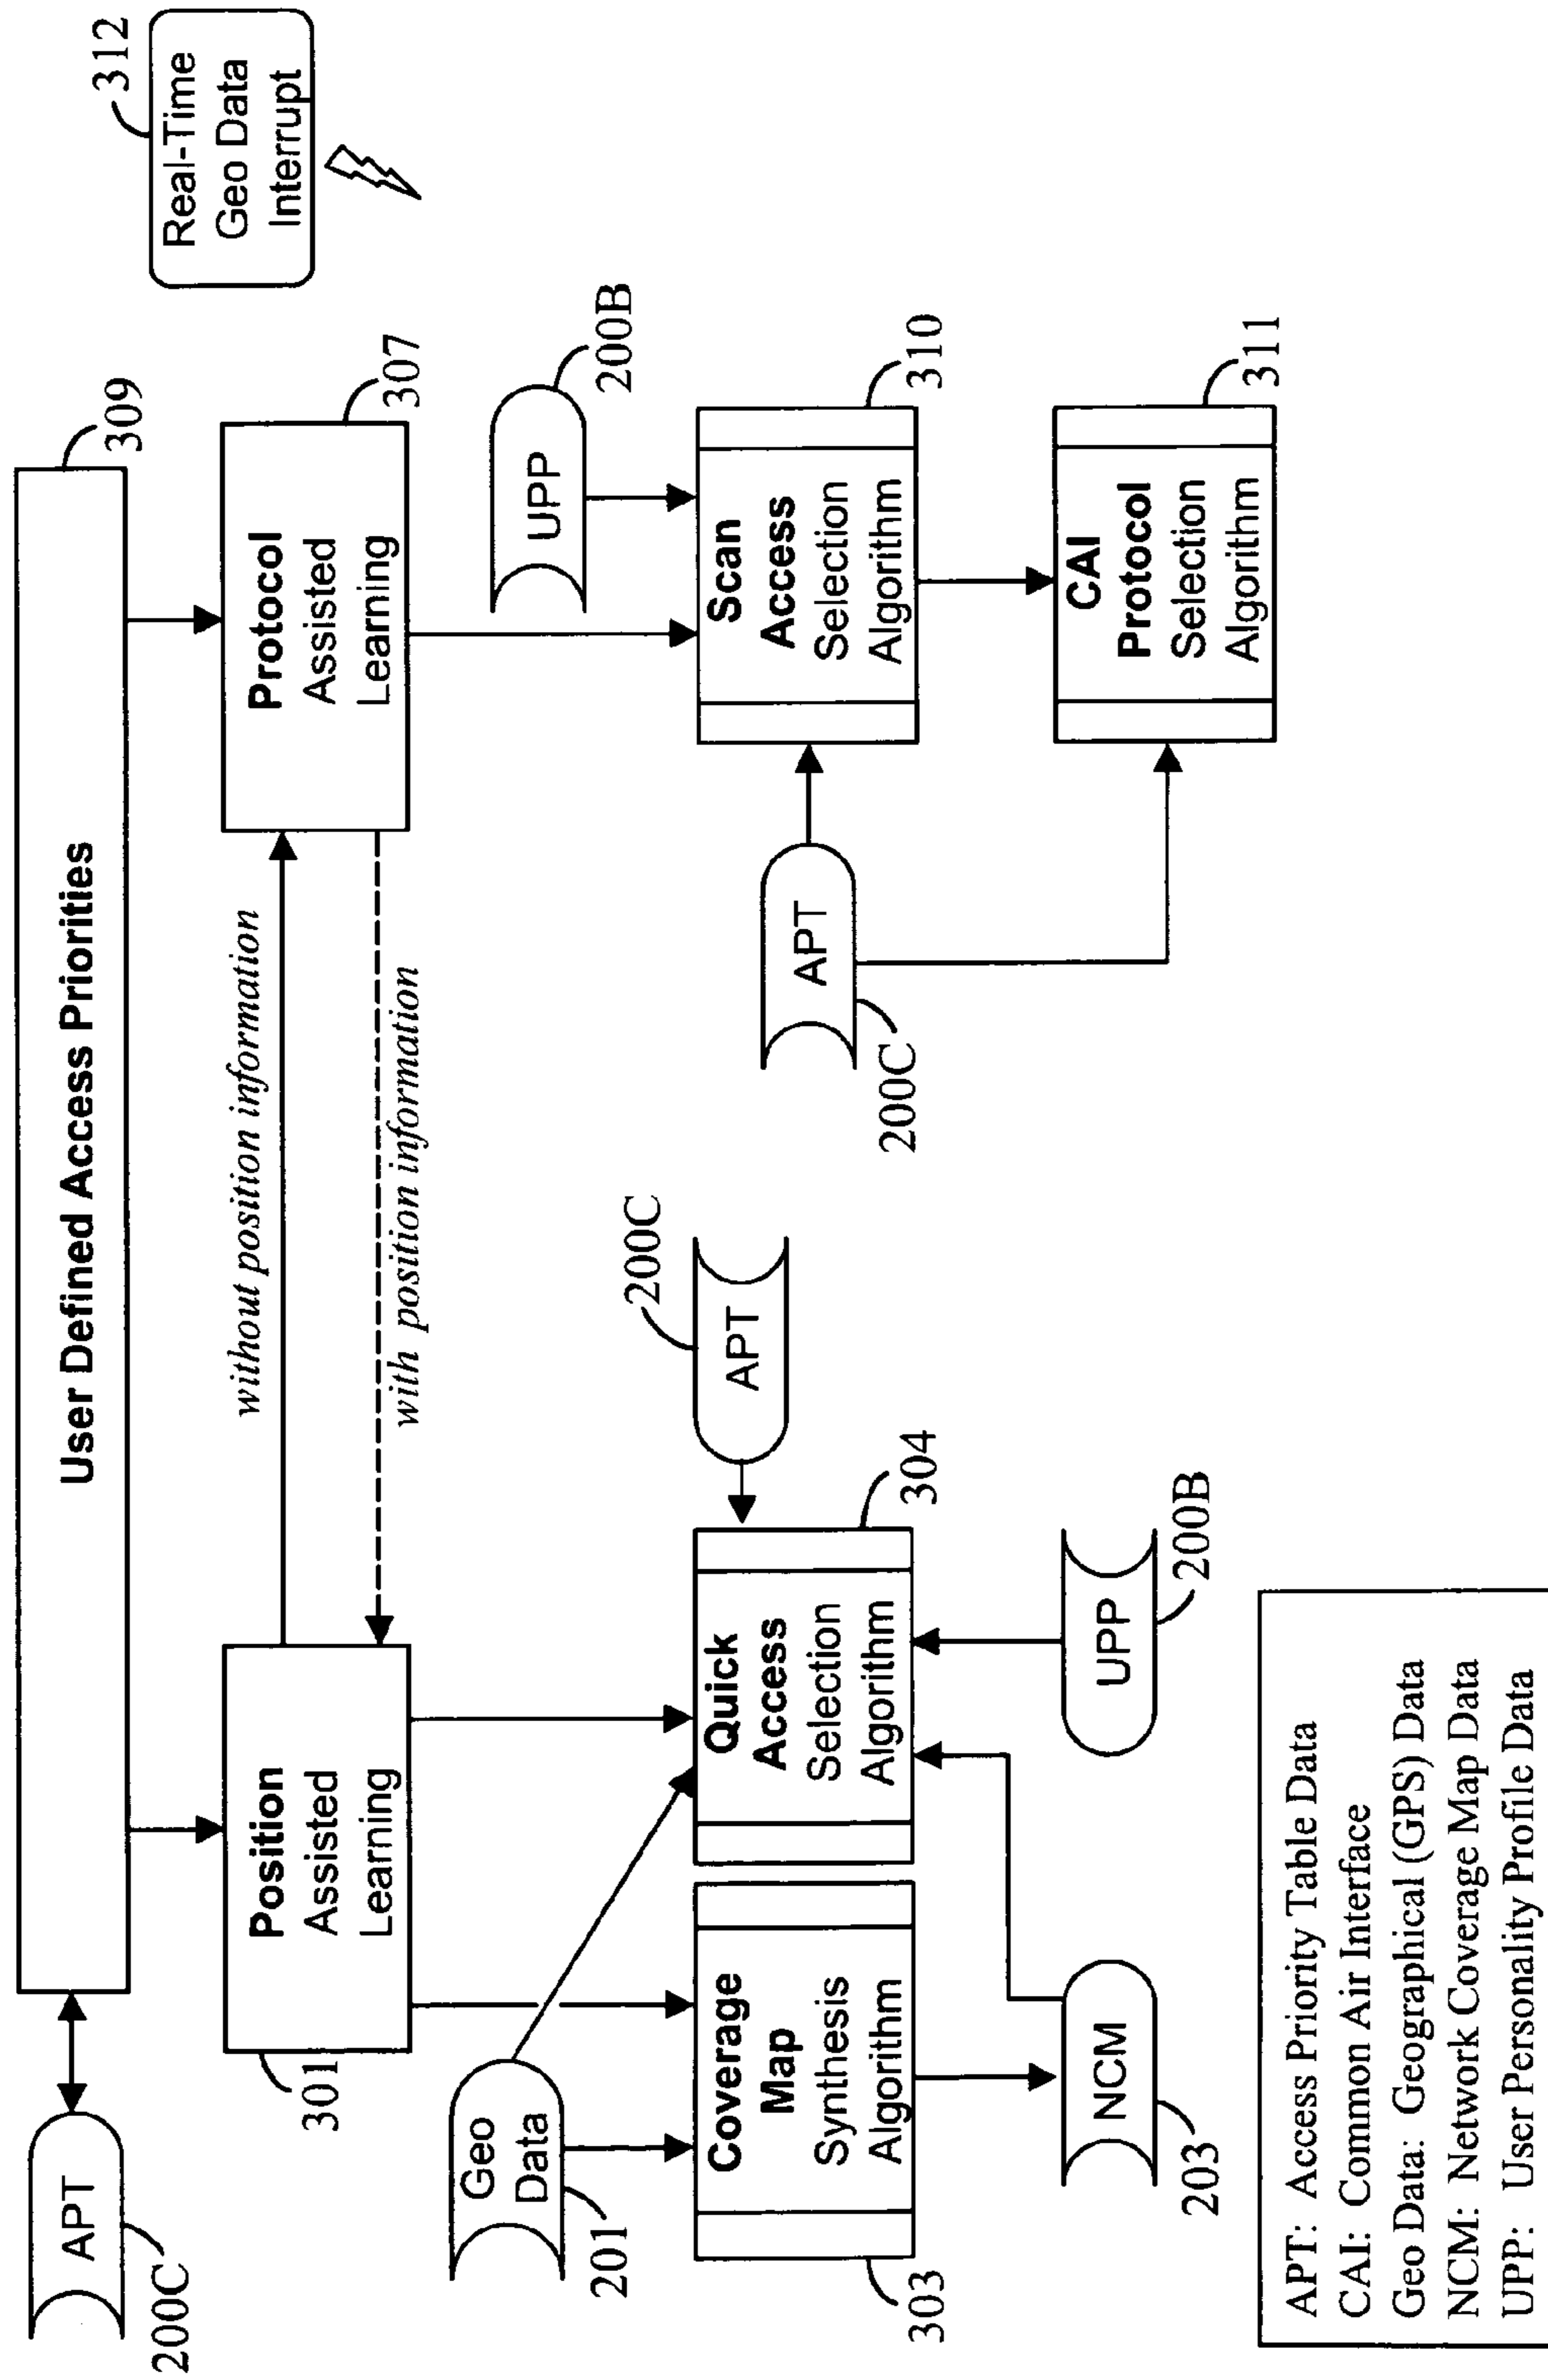 APT
200C
User Defined Access Priorities
309
Real-Time
Geo Data
Interrupt
312
301
Position
Assisted
Learning
without position information
with position information
Protocol
Assisted
Learning
307
Geo
Data
201
UPP
200B
303
Coverage
Map
Synthesis
Algorithm
Quick
Access
Selection
Algorithm
304
APT
200C
APT
200C
Scan
Access
Selection
Algorithm
310
NCM
203
UPP
200B
CAI
Protocol
Selection
Algorithm
311
APT: Access Priority Table Data
CAI: Common Air Interface
Geo Data: Geographical (GPS) Data
NCM: Network Coverage Map Data
UPP: User Personality Profile Data